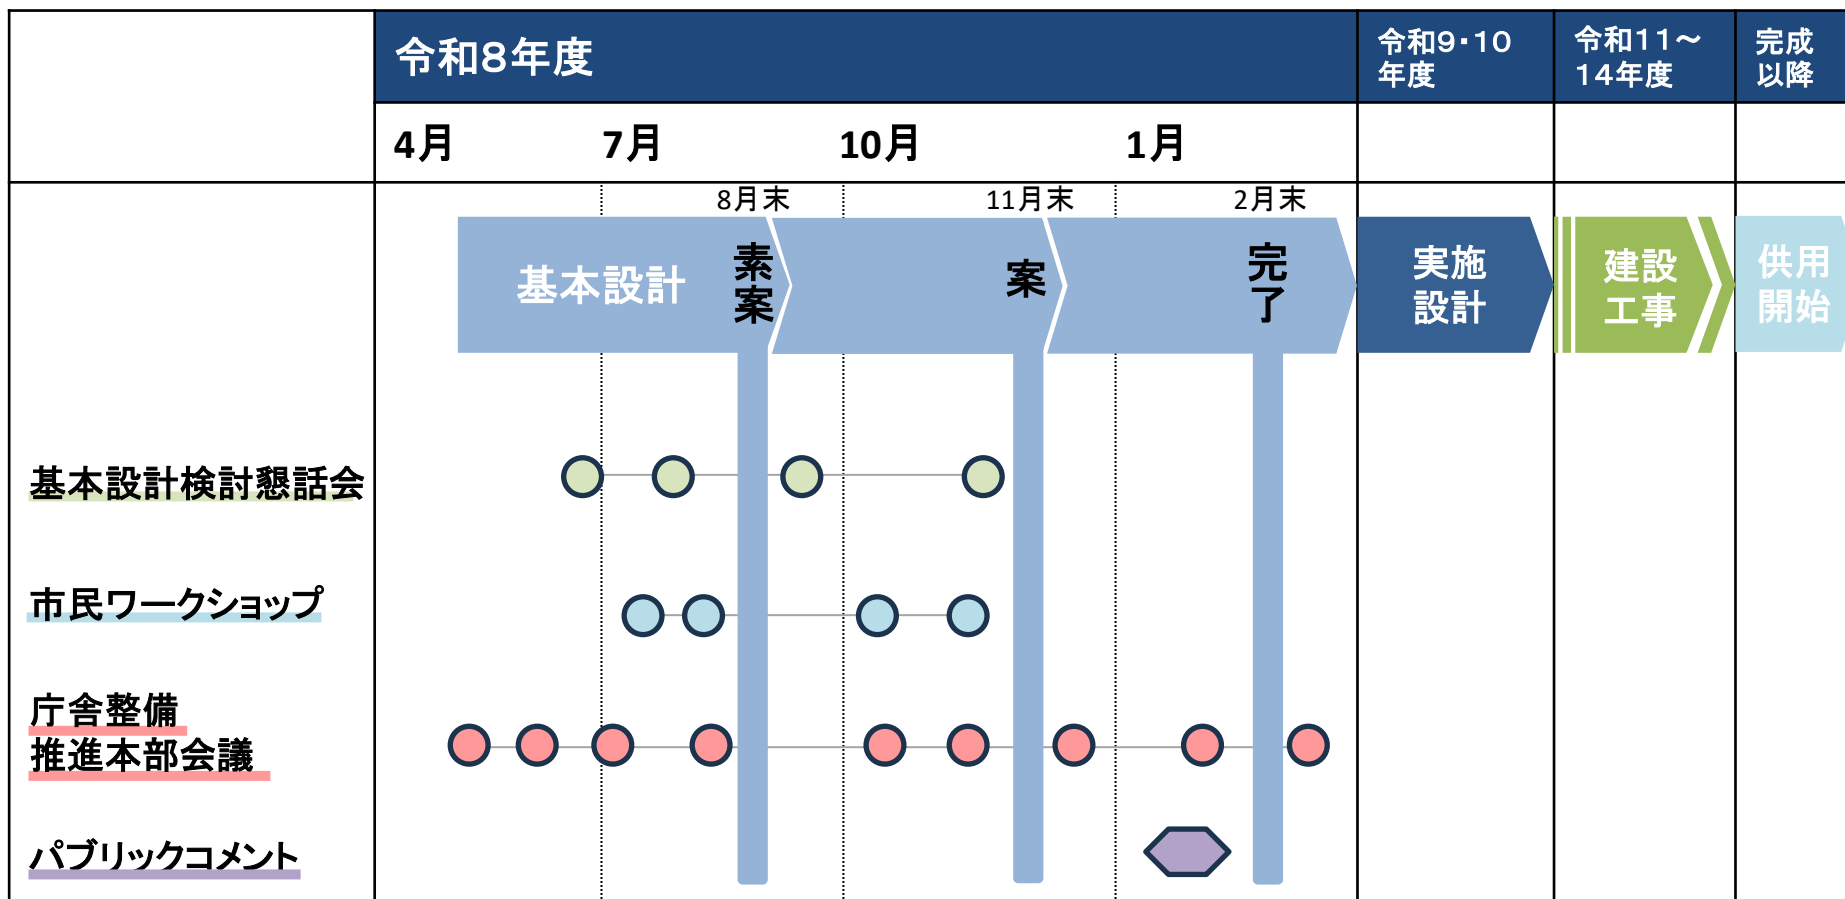 令和８年度
令和９・１０
年度
令和１１～
１４年度
完成
以降
4月
7月
10月
1月
8月末
11月末
2月末
基本設計
素案
案
完了
実施
設計
建設
工事
供用
開始
基本設計検討懇話会
市民ワークショップ
庁舎整備
推進本部会議
パブリックコメント